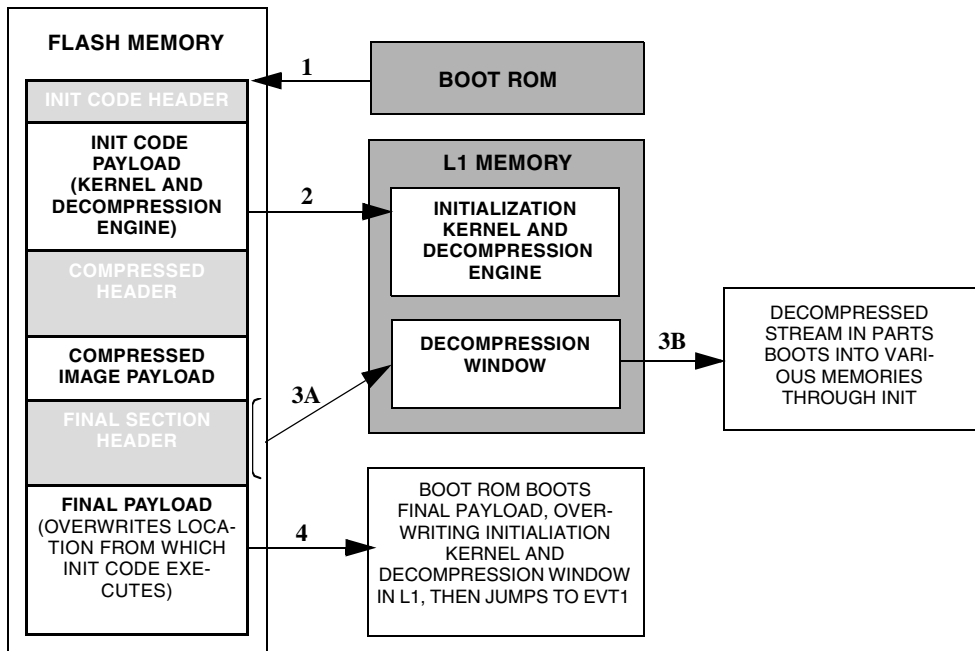 FLASH MEMORY
INIT CODE HEADER
INIT CODE
PAYLOAD
(KERNEL AND
DECOMPRESSION
ENGINE)
COMPRESSED
HEADER
COMPRESSED
IMAGE PAYLOAD
FINAL SECTION
HEADER
FINAL PAYLOAD
(OVERWRITES LOCA-
TION FROM WHICH
INIT CODE EXE-
CUTES)
1
BOOT ROM
2
L1 MEMORY
INITIALIZATION
KERNEL AND
DECOMPRESSION
ENGINE
3A
DECOMPRESSION
WINDOW
3B
DECOMPRESSED
STREAM IN PARTS
BOOTS INTO VARI-
OUS MEMORIES
THROUGH INIT
4
BOOT ROM BOOTS
FINAL PAYLOAD, OVER-
WRITING INITIALIATION
KERNEL AND
DECOMPRESSION WINDOW
IN L1, THEN JUMPS TO EVT1